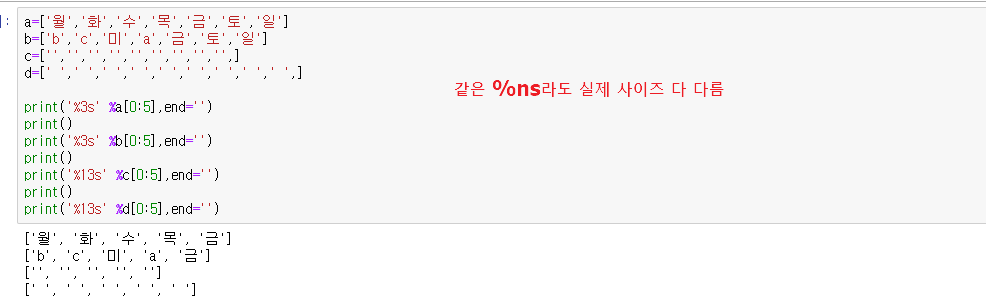 ]:
a=['월','화','수','목','금','토','일']
b=['b','c','미','a','금','토','일']
c=['','','','','','','','','','',]
d=[' ',' ',' ',' ',' ',' ',' ',' ',' ',]
같은 %ns라도 실제 사이즈 다 다름
print('%3s' %a[0:5],end='')
print()
print('%3s' %b[0:5],end='')
print()
print('%13s' %c[0:5],end='')
print()
print('%13s' %d[0:5],end='')
['월', '화', '수', '목', '금']
['b', 'c', '미', 'a', '금']
['', '', '', '', '']
[' ', ' ', ' ', ' ', ' ']